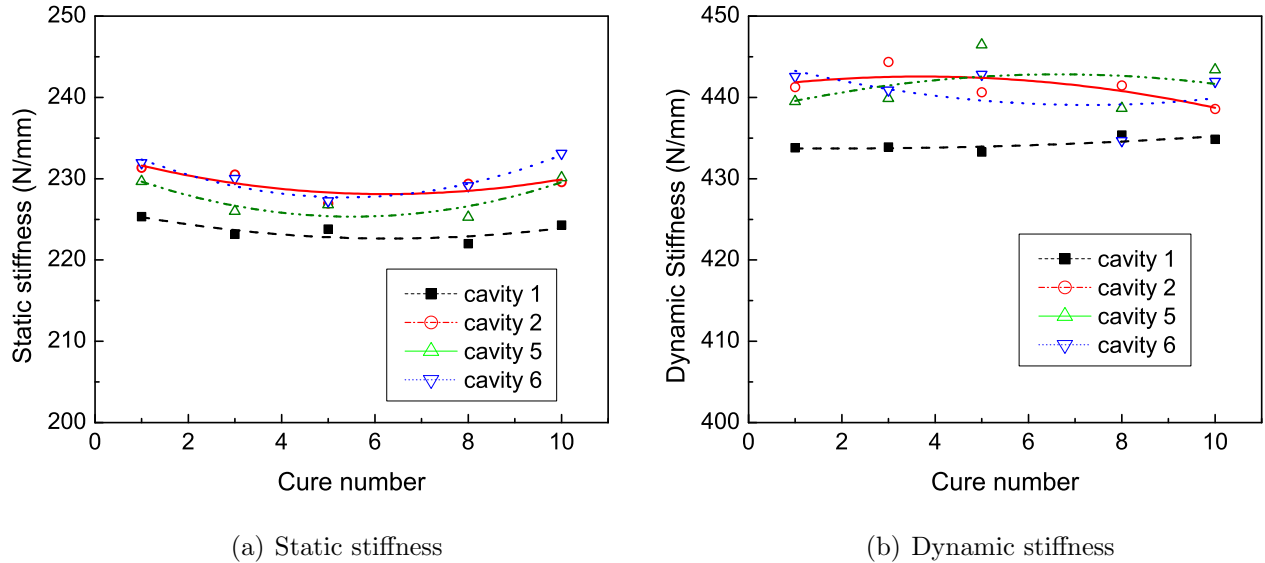 250
240
230
220
210
200
Static stiffness (N/mm)
cavity 1
cavity 2
cavity 5
cavity 6
0 2 4 6 8 10
Cure number
(a) Static stiffness
450
440
430
420
410
400
Dynamic Stiffness (N/mm)
cavity 1
cavity 2
cavity 5
cavity 6
0 2 4 6 8 10
Cure number
(b) Dynamic stiffness